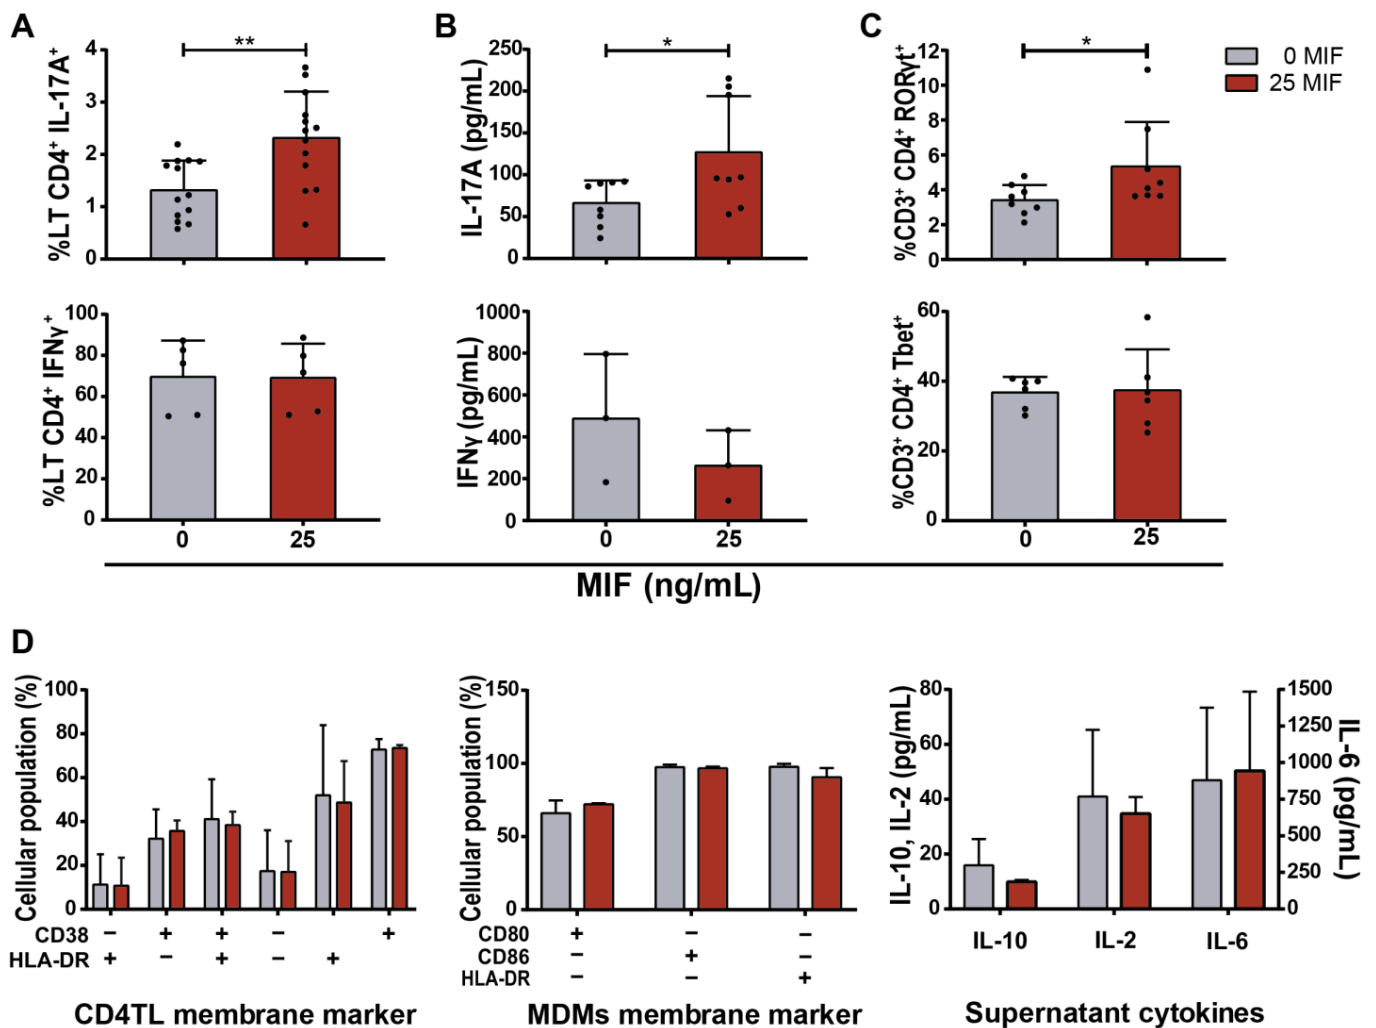 A
B
C
**
*
*
0 MIF
25 MIF
%LT CD4⁺ IL-17A⁺
4
3
2
1
0
IL-17A (pg/mL)
250
200
150
100
50
0
%CD3⁺ CD4⁺ RORγt⁺
12
10
8
6
4
2
0
%LT CD4⁺ IFNγ⁺
100
80
60
40
20
0
0 25
IFNγ (pg/mL)
1000
800
600
400
200
0
0 25
%CD3⁺ CD4⁺ Tbet⁺
60
40
20
0
0 25
MIF (ng/mL)
D
Cellular population (%)
100
80
60
40
20
0
CD38 – + + – +
HLA-DR + – + – +
CD4TL membrane marker
Cellular population (%)
150
100
50
0
CD80 + – –
CD86 – + –
HLA-DR – – +
MDMs membrane marker
IL-10, IL-2 (pg/mL)
80
60
40
20
0
1500
1250
1000
750
500
250
0
IL-6 (pg/mL)
IL-10 IL-2 IL-6
Supernatant cytokines